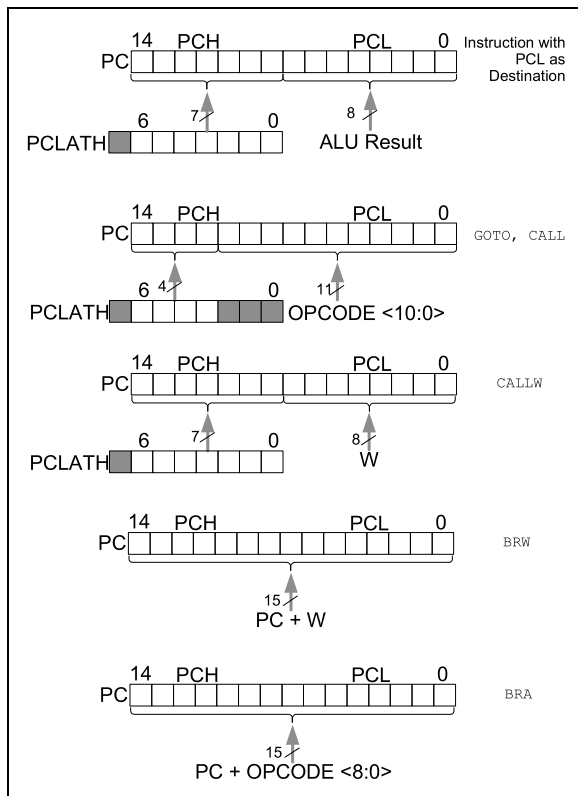 14 PCH PCL 0
PC
Instruction with
PCL as
Destination
7
8
6 0
PCLATH
ALU Result
14 PCH PCL 0
PC
GOTO, CALL
4
11
6 0
PCLATH
OPCODE <10:0>
14 PCH PCL 0
PC
CALLW
7
8
6 0
PCLATH
W
14 PCH PCL 0
PC
BRW
15
PC + W
14 PCH PCL 0
PC
BRA
15
PC + OPCODE <8:0>